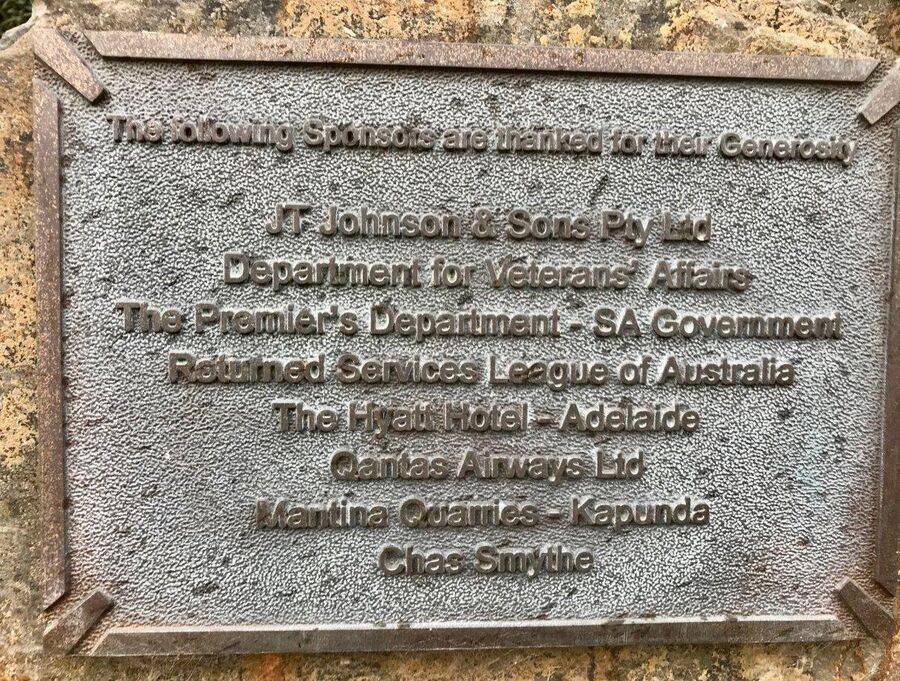 The following Sponsors are thanked for their Generosity
JT Johnson & Sons Pty Ltd
Department for Veterans' Affairs
The Premier's Department - SA Government
Returned Services League of Australia
The Hyatt Hotel - Adelaide
Qantas Airways Ltd
Mantina Quarries - Kapunda
Chas Smythe